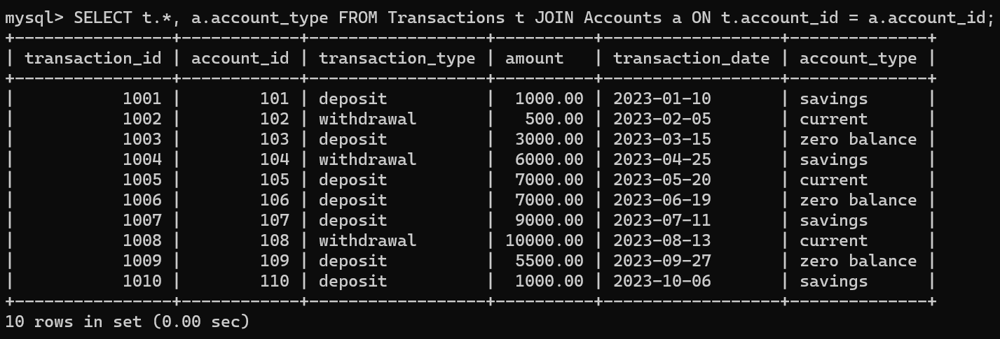 mysql> SELECT t.*, a.account_type FROM Transactions t JOIN Accounts a ON t.account_id = a.account_id;
+----------------+------------+------------------+----------+------------------+--------------+
| transaction_id | account_id | transaction_type | amount   | transaction_date | account_type |
+----------------+------------+------------------+----------+------------------+--------------+
|           1001 |        101 | deposit          |  1000.00 | 2023-01-10       | savings      |
|           1002 |        102 | withdrawal       |   500.00 | 2023-02-05       | current      |
|           1003 |        103 | deposit          |  3000.00 | 2023-03-15       | zero balance |
|           1004 |        104 | withdrawal       |  6000.00 | 2023-04-25       | savings      |
|           1005 |        105 | deposit          |  7000.00 | 2023-05-20       | current      |
|           1006 |        106 | deposit          |  7000.00 | 2023-06-19       | zero balance |
|           1007 |        107 | deposit          |  9000.00 | 2023-07-11       | savings      |
|           1008 |        108 | withdrawal       | 10000.00 | 2023-08-13       | current      |
|           1009 |        109 | deposit          |  5500.00 | 2023-09-27       | zero balance |
|           1010 |        110 | deposit          |  1000.00 | 2023-10-06       | savings      |
+----------------+------------+------------------+----------+------------------+--------------+
10 rows in set (0.00 sec)